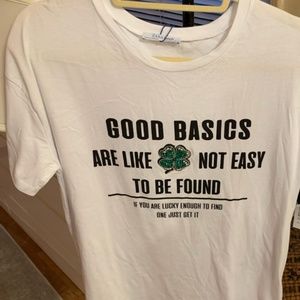 GOOD BASICS
ARE LIKE NOT EASY
TO BE FOUND
IF YOU ARE LUCKY ENOUGH TO FIND
ONE JUST GET IT